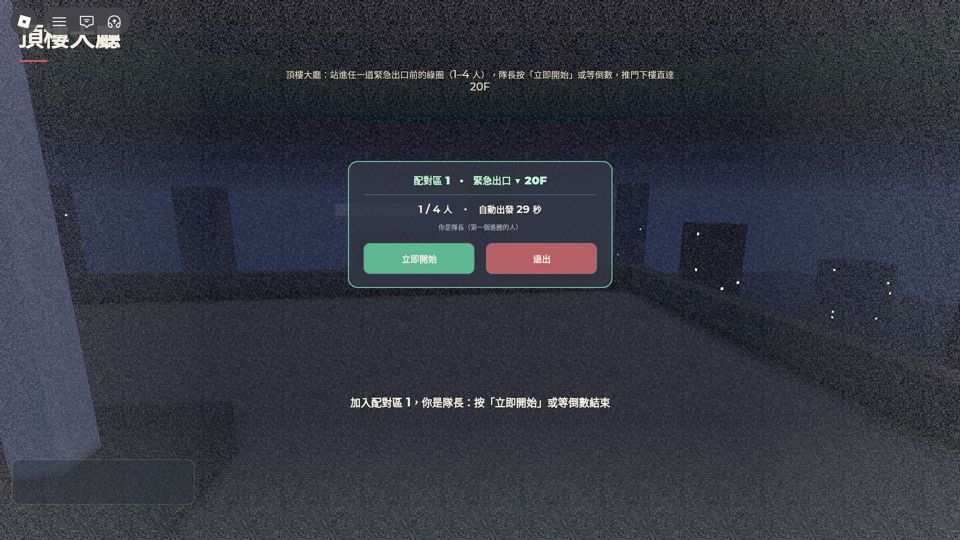 頂樓大廳
頂樓大廳：站進任一道緊急出口前的綠圈（1–4 人），隊長按「立即開始」或等倒數，推門下樓直達
20F
配對區 1 • 緊急出口 ▼ 20F
1 / 4 人 • 自動出發 29 秒
你是隊長（第一個進圈的人）
立即開始 退出
加入配對區 1，你是隊長：按「立即開始」或等倒數結束